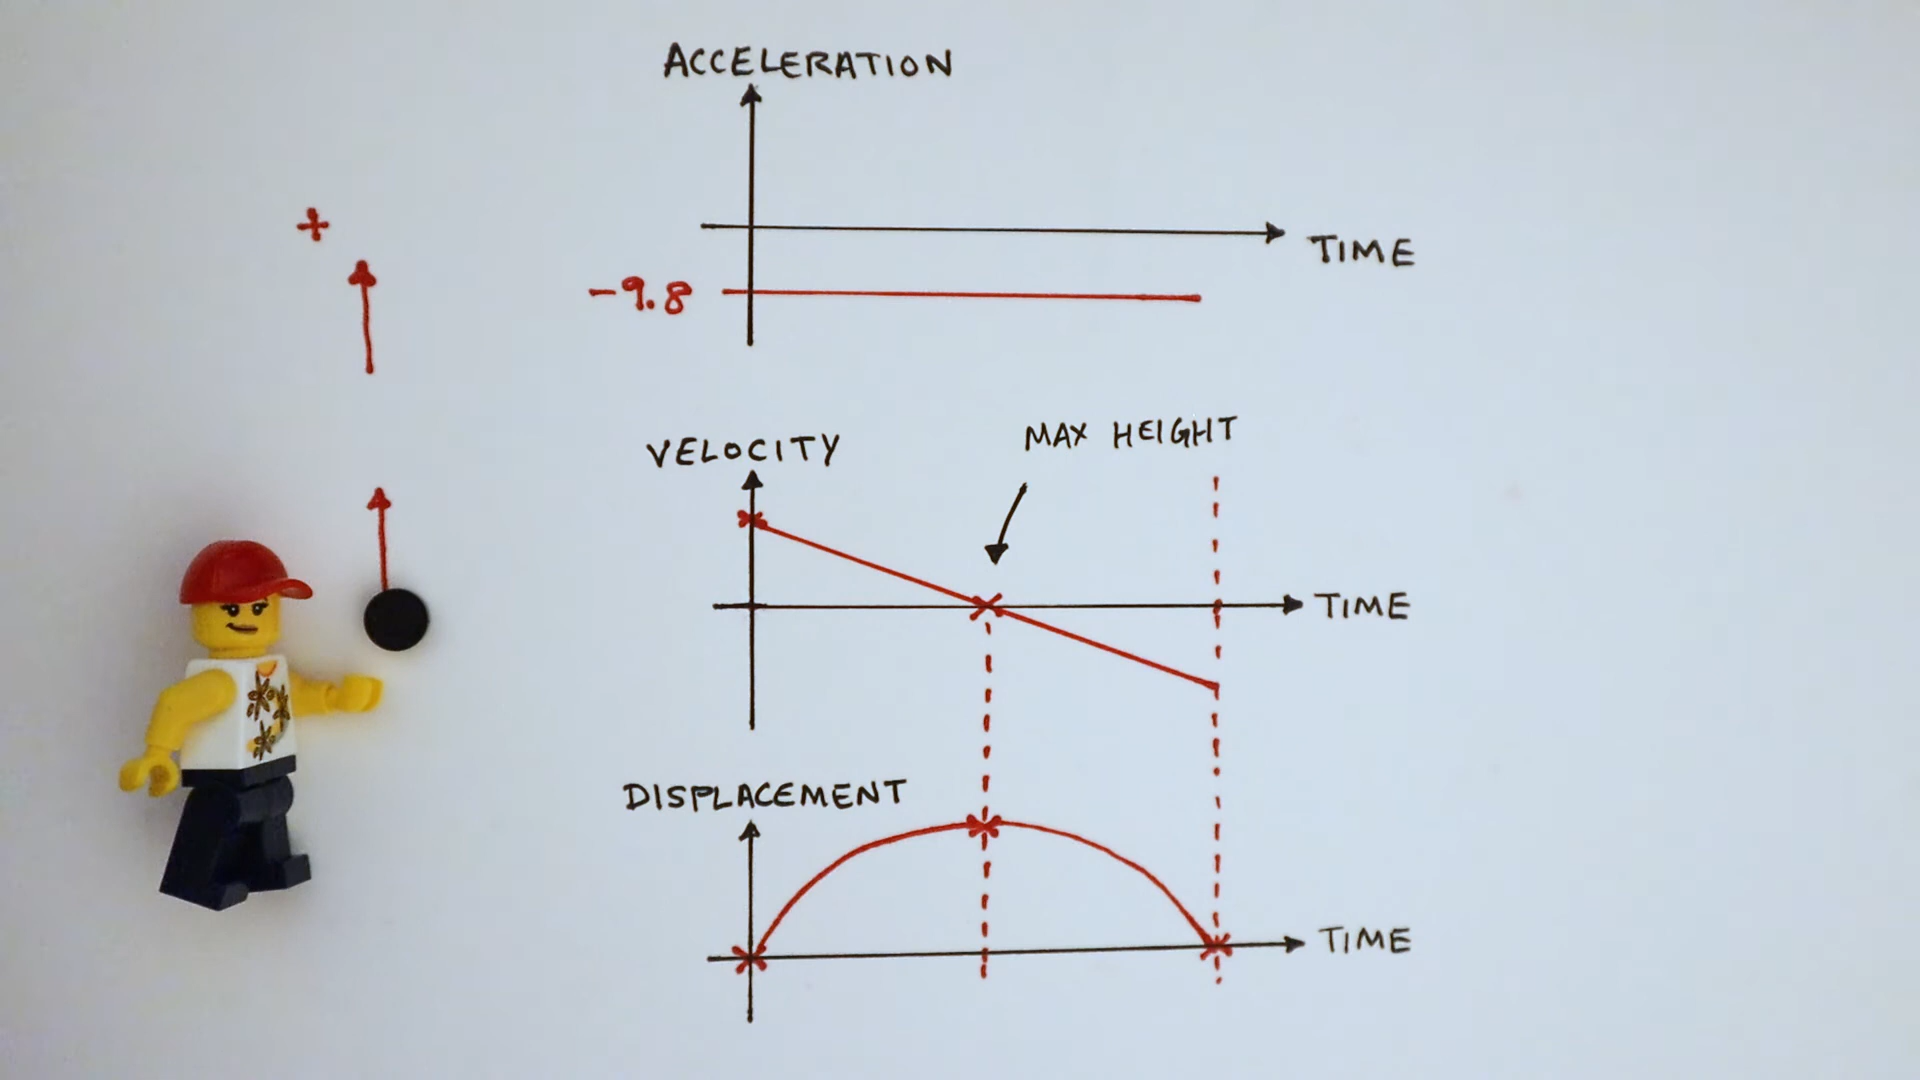 ACCELERATION
+
TIME
-9.8
MAX HEIGHT
VELOCITY
TIME
DISPLACEMENT
TIME